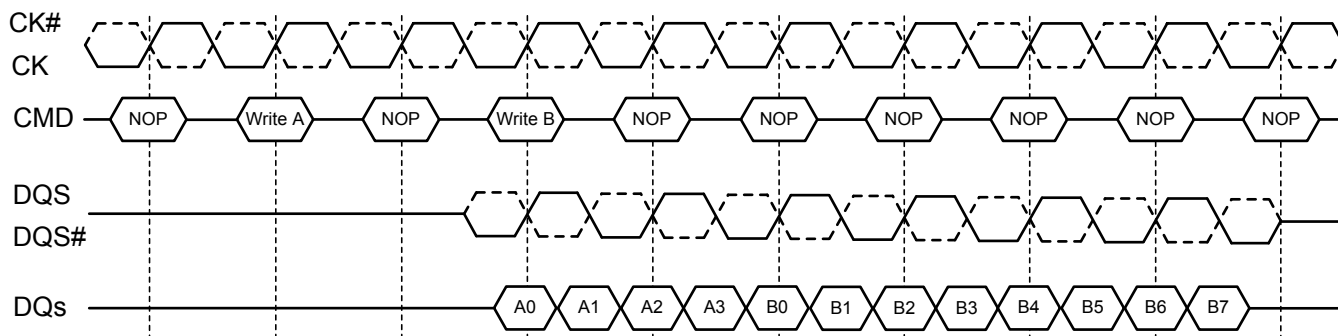 CK#
CK
CMD NOP Write A NOP Write B NOP NOP NOP NOP NOP NOP
DQS
DQS#
DQs A0 A1 A2 A3 B0 B1 B2 B3 B4 B5 B6 B7